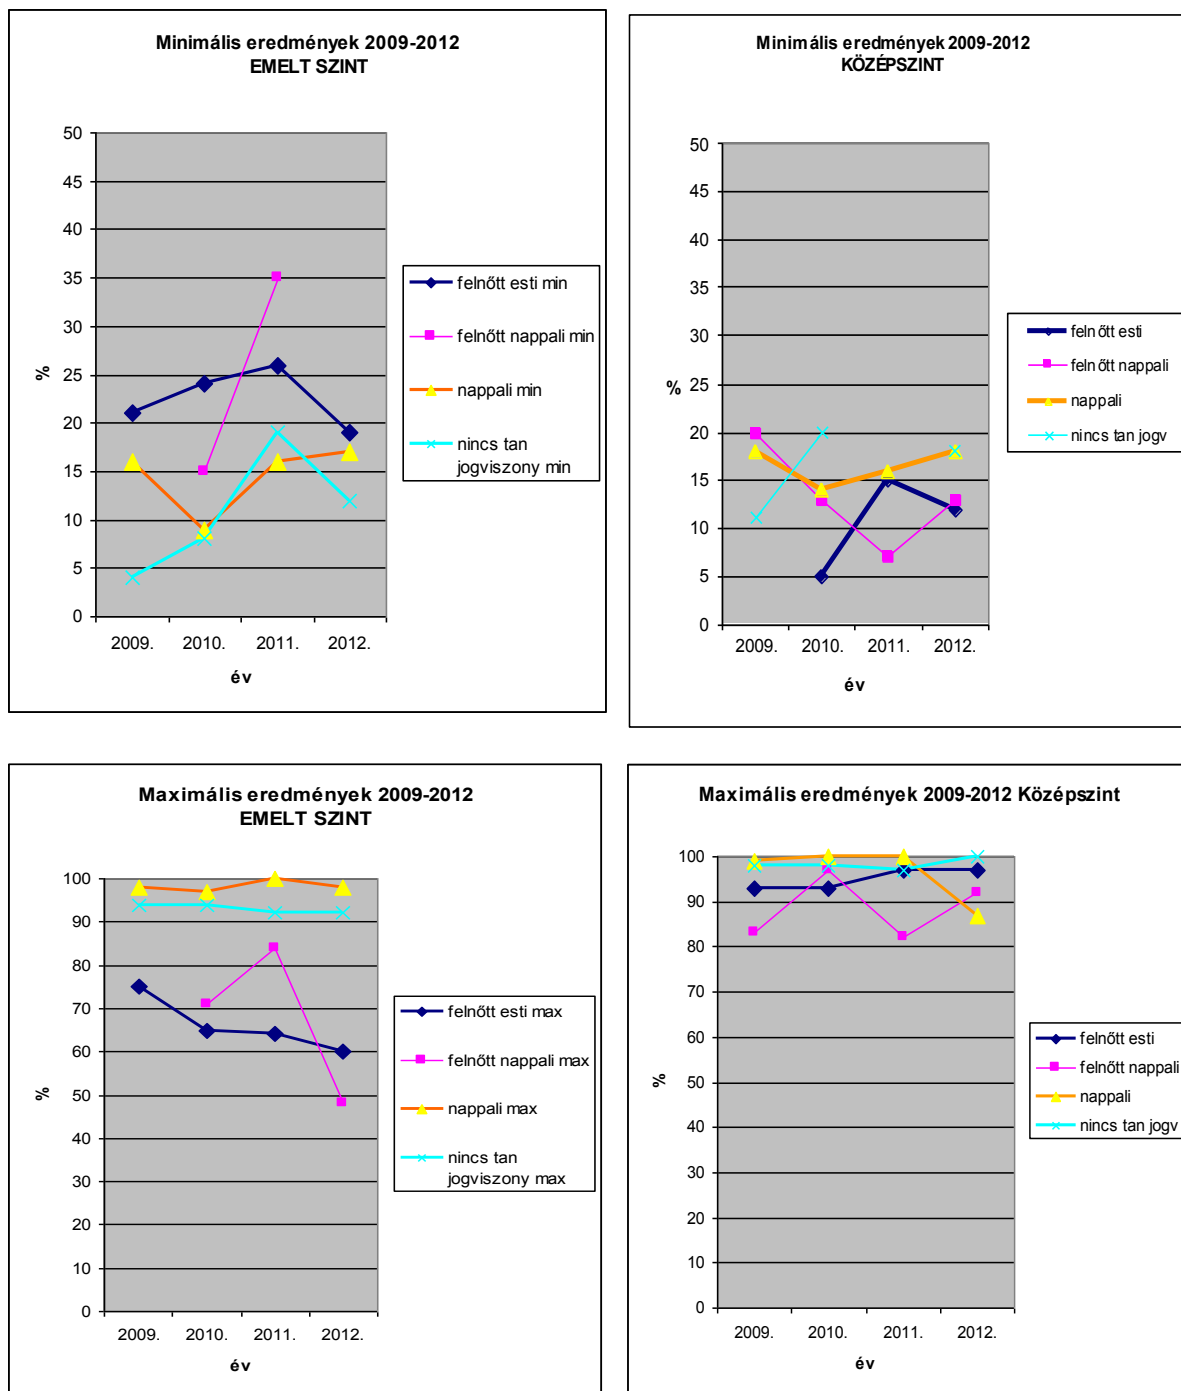 Minimális eredmények 2009-2012
EMELT SZINT
50
45
40
35
30
25
20
15
10
5
0
%
2009.
2010.
2011.
2012.
év
felnőtt esti min
felnőtt nappali min
nappali min
nincs tan
jogviszony min
Minimális eredmények 2009-2012
KÖZÉPSZINT
50
45
40
35
30
25
20
15
10
5
0
%
2009.
2010.
2011.
2012.
év
felnőtt esti
felnőtt nappali
nappali
nincs tan jogv
Maximális eredmények 2009-2012
EMELT SZINT
100
90
80
70
60
50
40
30
20
10
0
%
2009.
2010.
2011.
2012.
év
felnőtt esti max
felnőtt nappali max
nappali max
nincs tan
jogviszony max
Maximális eredmények 2009-2012 Középszint
100
90
80
70
60
50
40
30
20
10
0
%
2009.
2010.
2011.
2012.
év
felnőtt esti
felnőtt nappali
nappali
nincs tan jogv